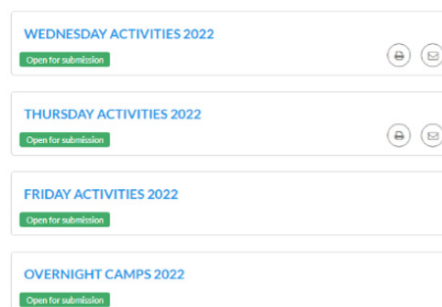 WEDNESDAY ACTIVITIES 2022
Open for submission
THURSDAY ACTIVITIES 2022
Open for submission
FRIDAY ACTIVITIES 2022
Open for submission
OVERNIGHT CAMPS 2022
Open for submission